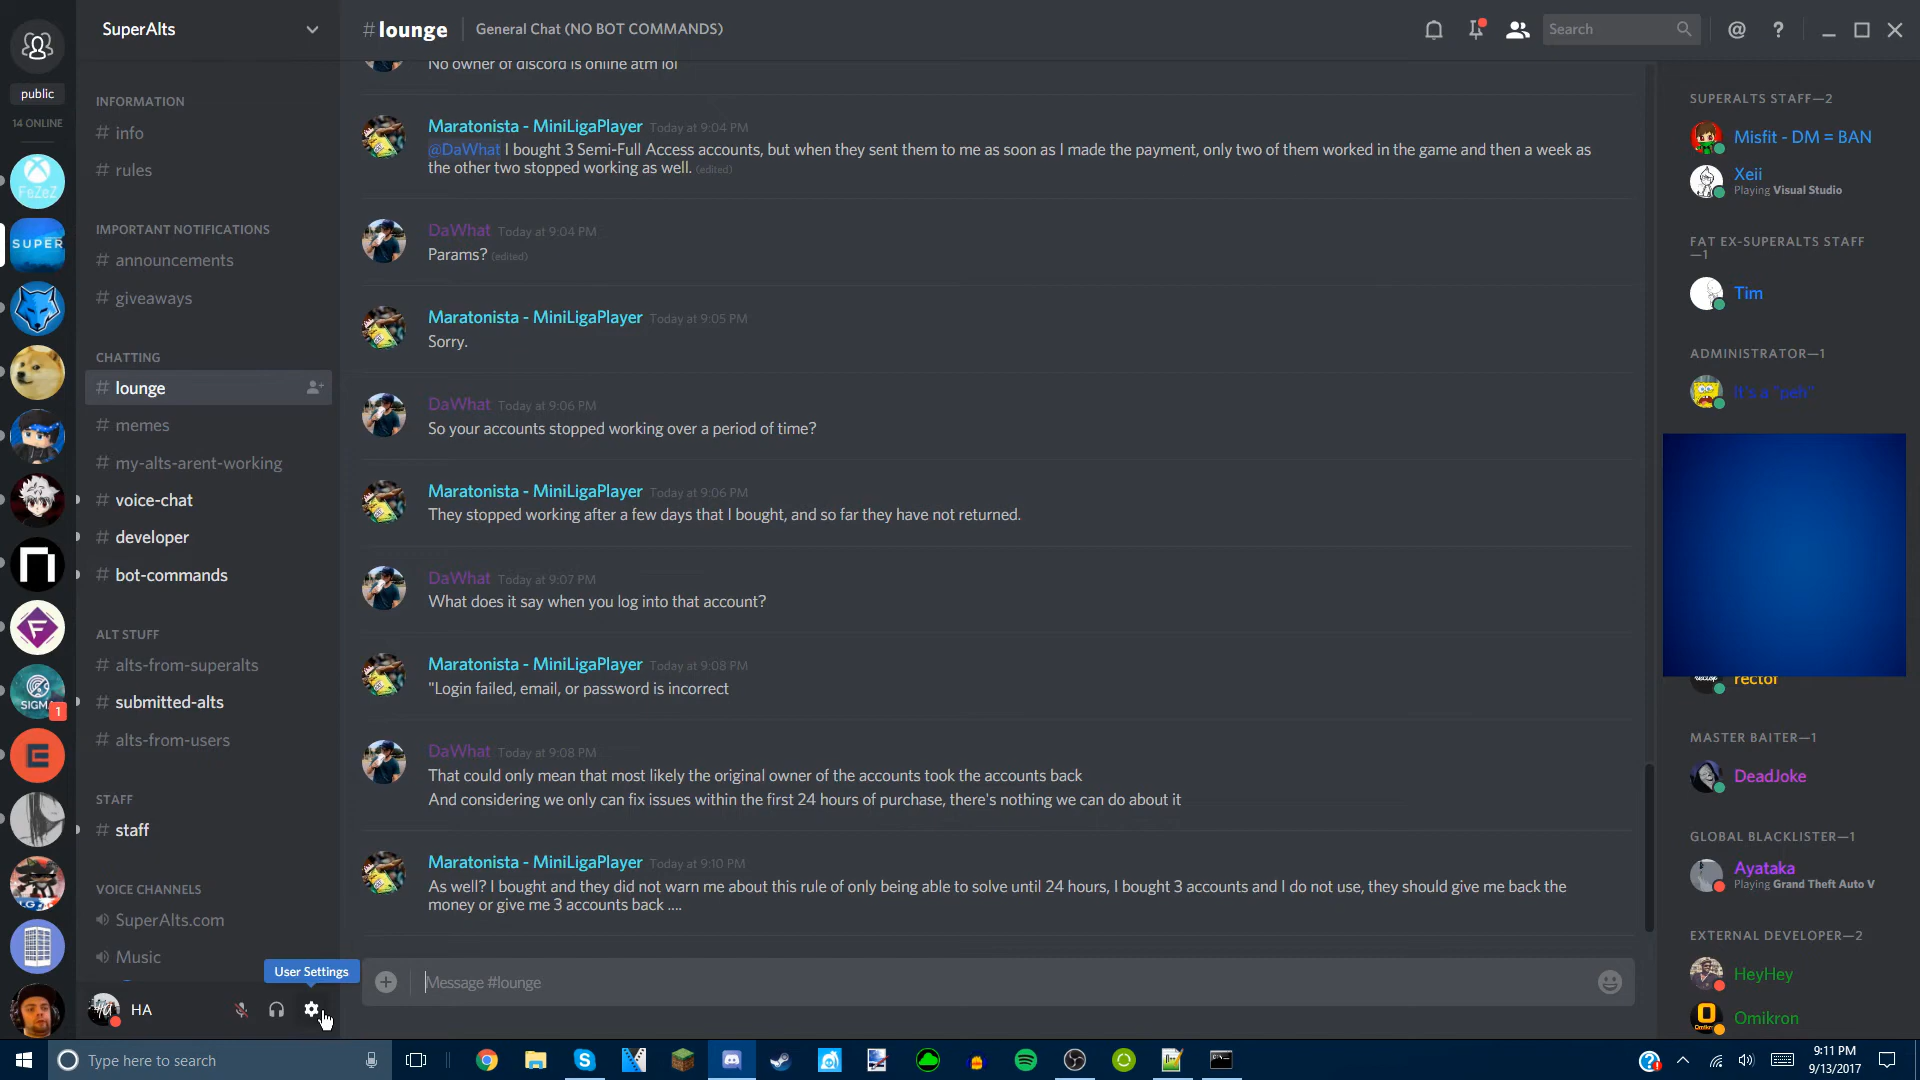 SuperAlts
#lounge
General Chat (NO BOT COMMANDS)
Search
public
14 ONLINE
FeZeZ
SUPER
SIGMA
1
INFORMATION
# info
# rules
IMPORTANT NOTIFICATIONS
# announcements
# giveaways
CHATTING
# lounge
# memes
# my-alts-arent-working
# voice-chat
# developer
# bot-commands
ALT STUFF
# alts-from-superalts
# submitted-alts
# alts-from-users
STAFF
# staff
VOICE CHANNELS
SuperAlts.com
Music
User Settings
HA
No owner of discord is online atm lol
Maratonista - MiniLigaPlayer Today at 9:04 PM
@DaWhat I bought 3 Semi-Full Access accounts, but when they sent them to me as soon as I made the payment, only two of them worked in the game and then a week as
the other two stopped working as well. (edited)
DaWhat Today at 9:04 PM
Params? (edited)
Maratonista - MiniLigaPlayer Today at 9:05 PM
Sorry.
DaWhat Today at 9:06 PM
So your accounts stopped working over a period of time?
Maratonista - MiniLigaPlayer Today at 9:06 PM
They stopped working after a few days that I bought, and so far they have not returned.
DaWhat Today at 9:07 PM
What does it say when you log into that account?
Maratonista - MiniLigaPlayer Today at 9:08 PM
"Login failed, email, or password is incorrect
DaWhat Today at 9:08 PM
That could only mean that most likely the original owner of the accounts took the accounts back
And considering we only can fix issues within the first 24 hours of purchase, there's nothing we can do about it
Maratonista - MiniLigaPlayer Today at 9:10 PM
As well? I bought and they did not warn me about this rule of only being able to solve until 24 hours, I bought 3 accounts and I do not use, they should give me back the
money or give me 3 accounts back ....
Message #lounge
SUPERALTS STAFF—2
Misfit - DM = BAN
Xeii
Playing Visual Studio
FAT EX-SUPERALTS STAFF
—1
Tim
ADMINISTRATOR—1
It's a "peh"
rector
MASTER BAITER—1
DeadJoke
GLOBAL BLACKLISTER—1
Ayataka
Playing Grand Theft Auto V
EXTERNAL DEVELOPER—2
HeyHey
Omikron
Type here to search
9:11 PM
9/13/2017